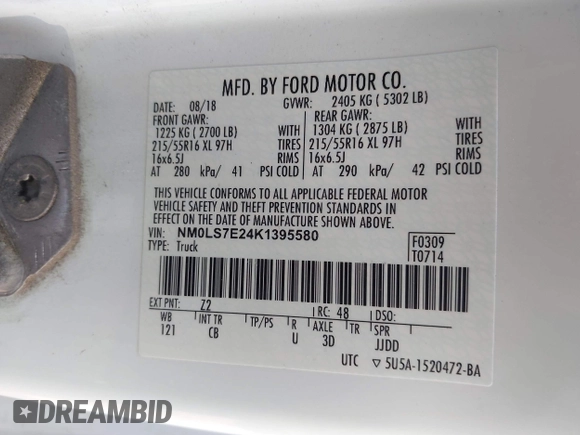 MFD. BY FORD MOTOR CO.
DATE: 08/18 GVWR: 2405 KG ( 5302 LB)
FRONT GAWR: REAR GAWR:
1225 KG ( 2700 LB) WITH 1304 KG ( 2875 LB) WITH
215/55R16 XL 97H TIRES 215/55R16 XL 97H TIRES
16x6.5J RIMS 16x6.5J RIMS
AT 280 kPa/ 41 PSI COLD AT 290 kPa/ 42 PSI COLD
THIS VEHICLE CONFORMS TO ALL APPLICABLE FEDERAL MOTOR
VEHICLE SAFETY AND THEFT PREVENTION STANDARDS IN
EFFECT ON THE DATE OF MANUFACTURE SHOWN ABOVE.
VIN: NM0LS7E24K1395580 F0309
TYPE: Truck T0714
EXT PNT: Z2 RC: 48 DSO:
WB INT TR TP/PS R AXLE TR SPR
121 CB U 3D JJDD
UTC ▽ 5U5A-1520472-BA
DREAMBID